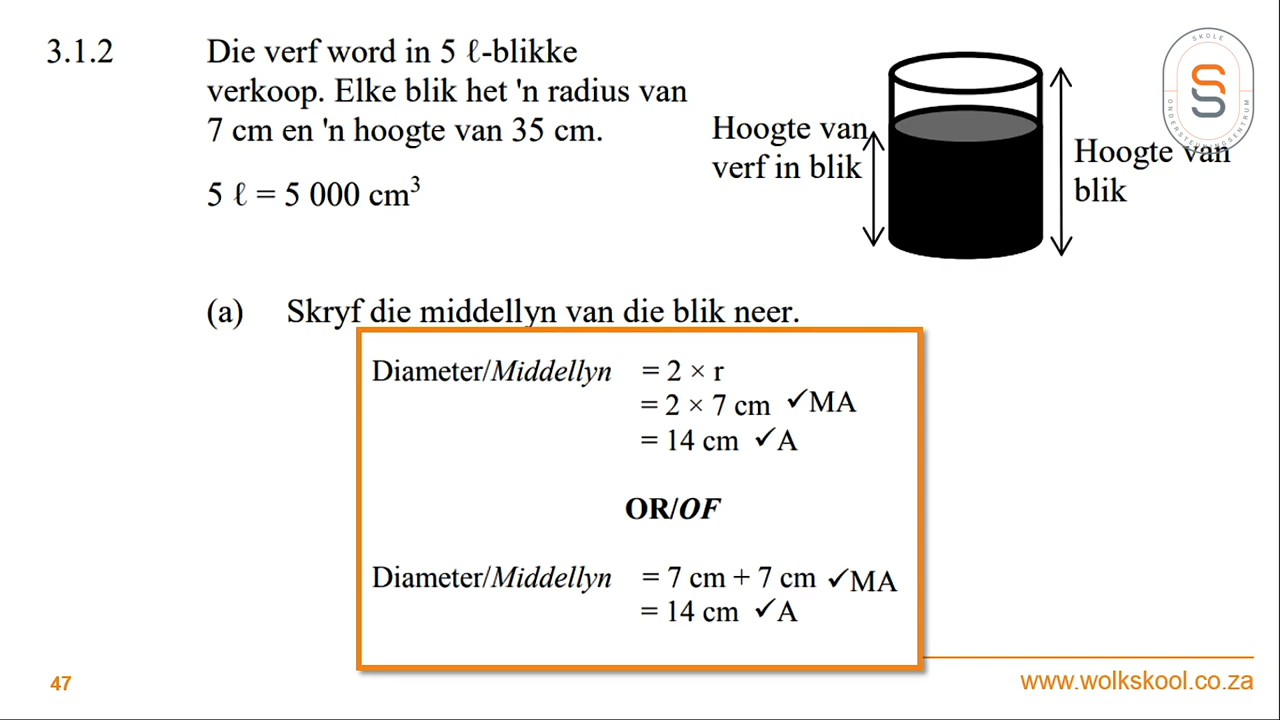 3.1.2 Die verf word in 5 ℓ-blikke
verkoop. Elke blik het 'n radius van
7 cm en 'n hoogte van 35 cm.
5 ℓ = 5 000 cm³
Hoogte van
verf in blik
Hoogte van
blik
SKOLE
ONDERSTEUNINGSENTRUM
(a) Skryf die middellyn van die blik neer.
Diameter/Middellyn = 2 × r
= 2 × 7 cm ✓MA
= 14 cm ✓A
OR/OF
Diameter/Middellyn = 7 cm + 7 cm ✓MA
= 14 cm ✓A
47
www.wolkskool.co.za